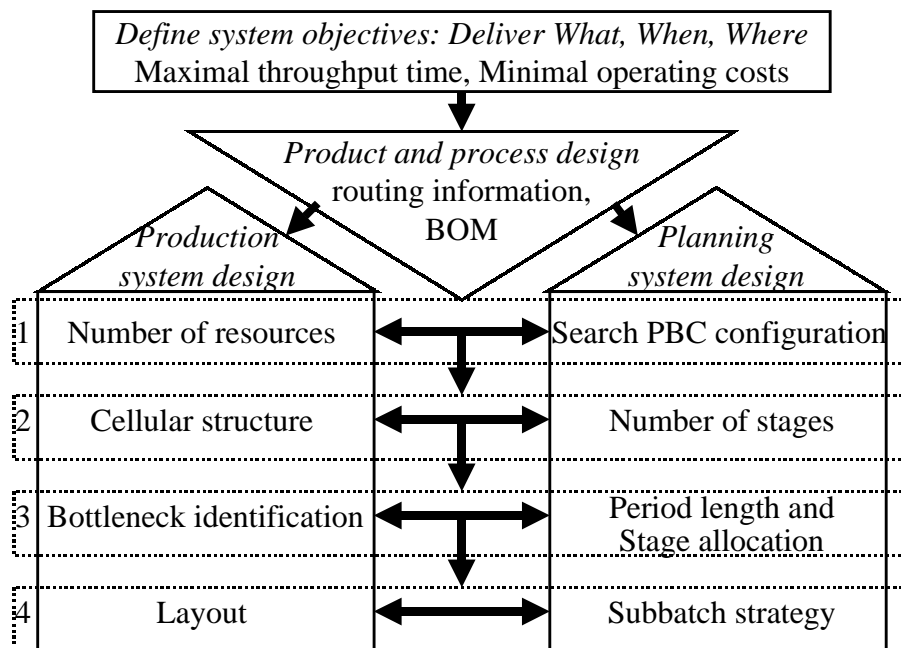 Define system objectives: Deliver What, When, Where
Maximal throughput time, Minimal operating costs
Product and process design
routing information,
BOM
Production
system design
Planning
system design
1 Number of resources
Search PBC configuration
2 Cellular structure
Number of stages
3 Bottleneck identification
Period length and
Stage allocation
4 Layout
Subbatch strategy